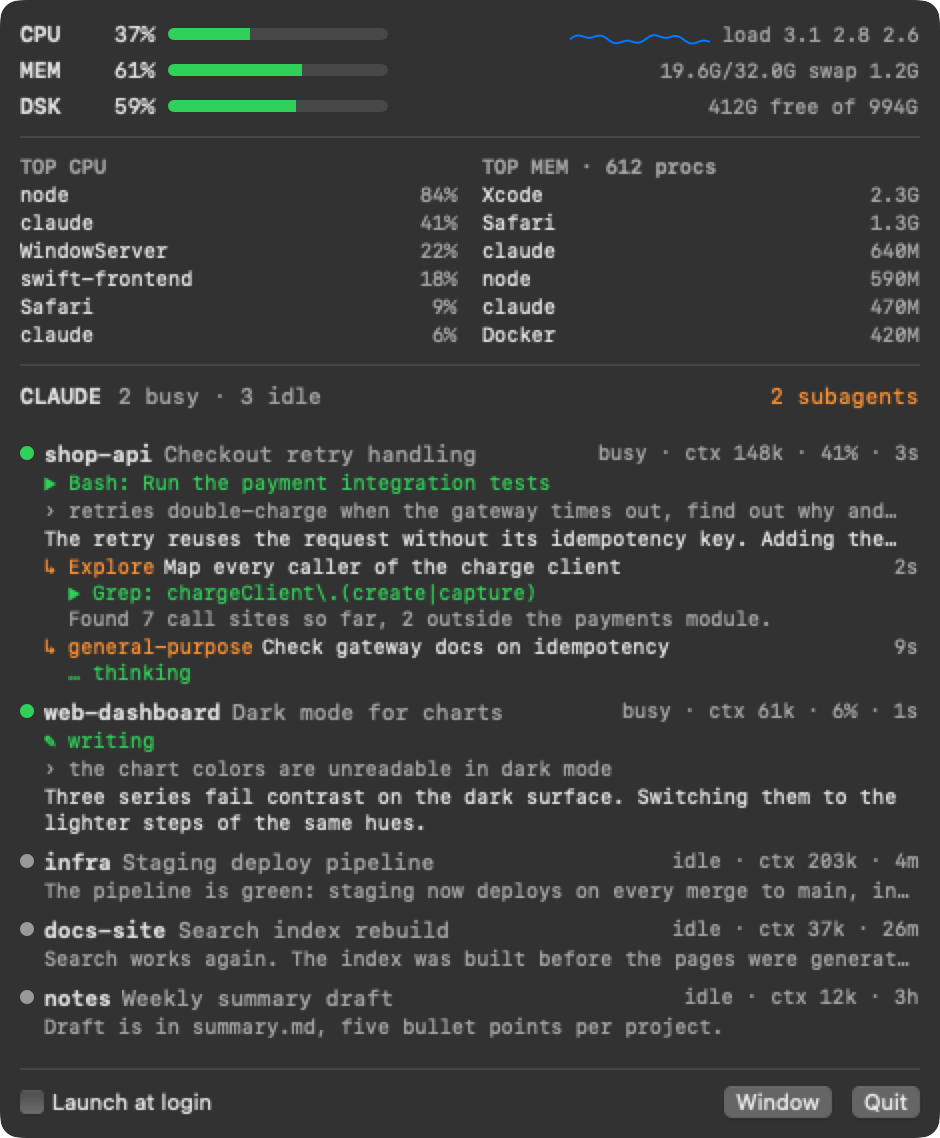 CPU 37% load 3.1 2.8 2.6
MEM 61% 19.6G/32.0G swap 1.2G
DSK 59% 412G free of 994G
TOP CPU
node 84%
claude 41%
WindowServer 22%
swift-frontend 18%
Safari 9%
claude 6%
TOP MEM · 612 procs
Xcode 2.3G
Safari 1.3G
claude 640M
node 590M
claude 470M
Docker 420M
CLAUDE 2 busy · 3 idle 2 subagents
shop-api Checkout retry handling busy · ctx 148k · 41% · 3s
▶ Bash: Run the payment integration tests
› retries double-charge when the gateway times out, find out why and…
The retry reuses the request without its idempotency key. Adding the…
↳ Explore Map every caller of the charge client 2s
▶ Grep: chargeClient\.(create|capture)
Found 7 call sites so far, 2 outside the payments module.
↳ general-purpose Check gateway docs on idempotency 9s
… thinking
web-dashboard Dark mode for charts busy · ctx 61k · 6% · 1s
✎ writing
› the chart colors are unreadable in dark mode
Three series fail contrast on the dark surface. Switching them to the
lighter steps of the same hues.
infra Staging deploy pipeline idle · ctx 203k · 4m
The pipeline is green: staging now deploys on every merge to main, in…
docs-site Search index rebuild idle · ctx 37k · 26m
Search works again. The index was built before the pages were generat…
notes Weekly summary draft idle · ctx 12k · 3h
Draft is in summary.md, five bullet points per project.
Launch at login Window Quit